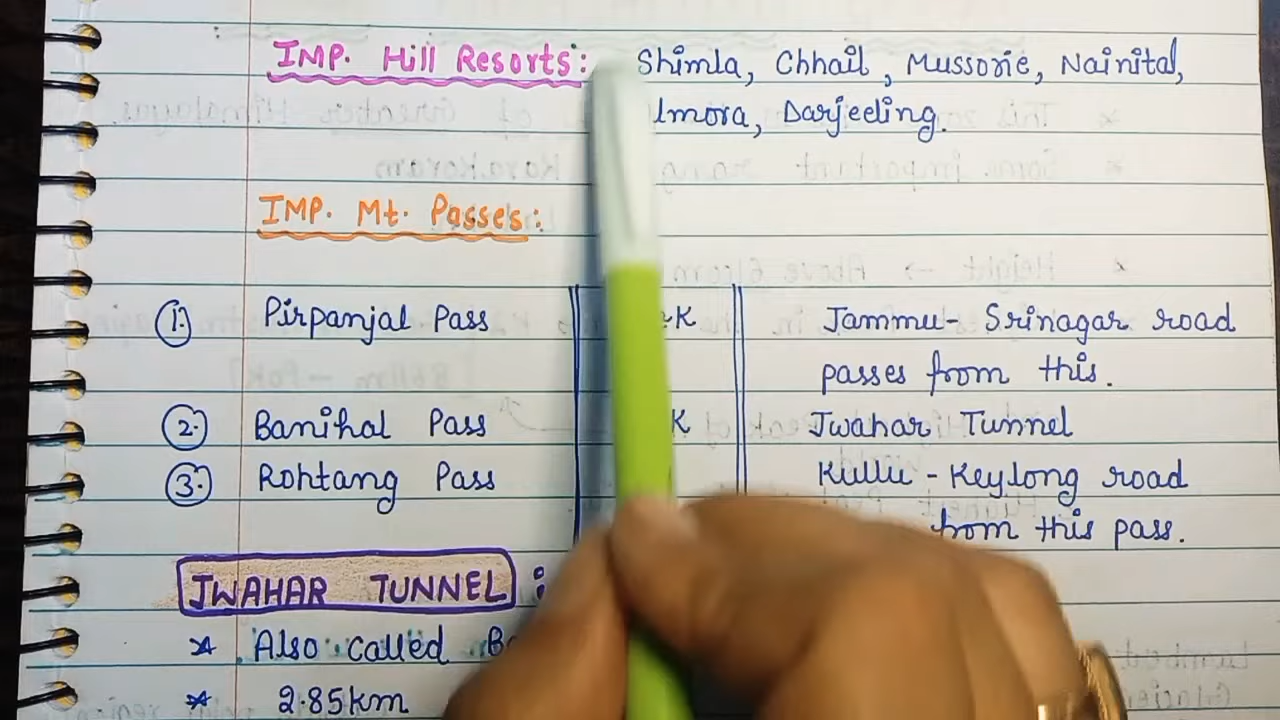 IMP. Hill Resorts: Shimla, Chhail, Mussorie, Nainital,
lmora, Darjeeling.
IMP. Mt. Passes:
1. Pirpanjal Pass K Jammu- Srinagar road
passes from this.
2. Banihal Pass K Jwahar Tunnel
3. Rohtang Pass Kullu - Keylong road
from this pass.
JWAHAR TUNNEL:
* Also called
* 2.85km